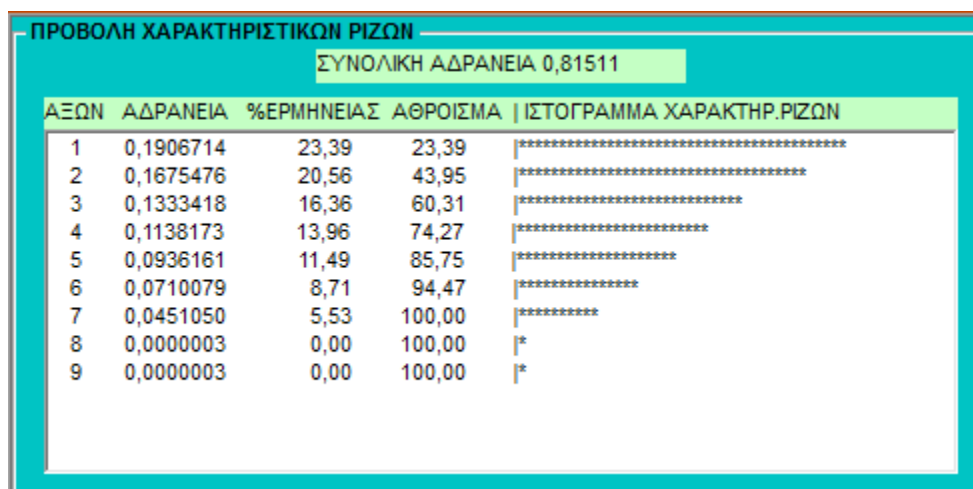 ΠΡΟΒΟΛΗ ΧΑΡΑΚΤΗΡΙΣΤΙΚΩΝ ΡΙΖΩΝ
ΣΥΝΟΛΙΚΗ ΑΔΡΑΝΕΙΑ 0,81511
ΑΞΩΝ ΑΔΡΑΝΕΙΑ %ΕΡΜΗΝΕΙΑΣ ΑΘΡΟΙΣΜΑ | ΙΣΤΟΓΡΑΜΜΑ ΧΑΡΑΚΤΗΡ.ΡΙΖΩΝ
1 0,1906714 23,39 23,39 |*****************************************
2 0,1675476 20,56 43,95 |************************************
3 0,1333418 16,36 60,31 |****************************
4 0,1138173 13,96 74,27 |************************
5 0,0936161 11,49 85,75 |********************
6 0,0710079 8,71 94,47 |***************
7 0,0451050 5,53 100,00 |**********
8 0,0000003 0,00 100,00 |*
9 0,0000003 0,00 100,00 |*